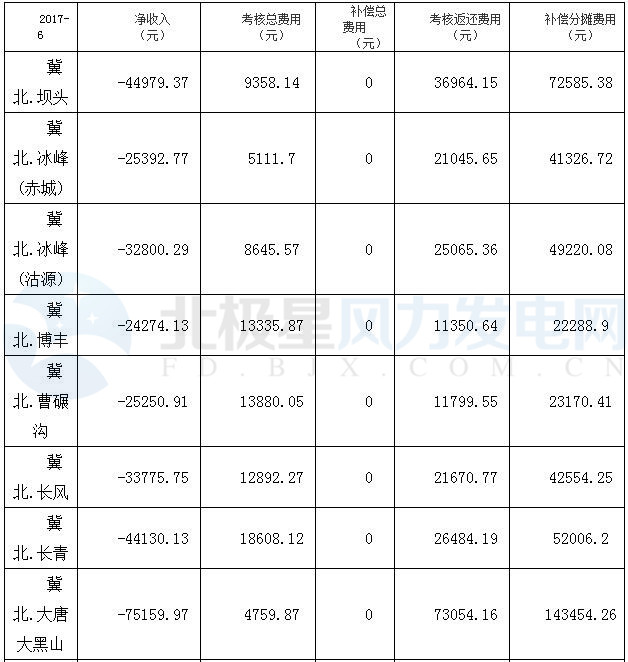 2017-6 净收入（元） 考核总费用（元） 补偿总费用（元） 考核返还费用（元） 补偿分摊费用（元）
冀北.坝头 -44979.37 9358.14 0 36964.15 72585.38
冀北.冰峰(赤城) -25392.77 5111.7 0 21045.65 41326.72
冀北.冰峰(沽源) -32800.29 8645.57 0 25065.36 49220.08
冀北.博丰 -24274.13 13335.87 0 11350.64 22288.9
冀北.曹碾沟 -25250.91 13880.05 0 11799.55 23170.41
冀北.长风 -33775.75 12892.27 0 21670.77 42554.25
冀北.长青 -44130.13 18608.12 0 26484.19 52006.2
冀北.大唐大黑山 -75159.97 4759.87 0 73054.16 143454.26
北极星风力发电网
FD.BJX.COM.CN